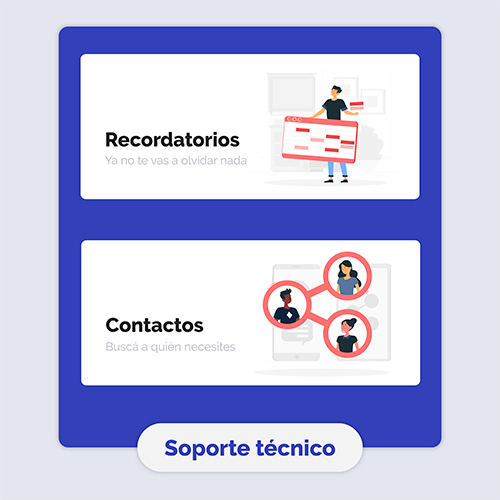 Recordatorios
Ya no te vas a olvidar nada
Contactos
Buscá a quién necesites
Soporte técnico